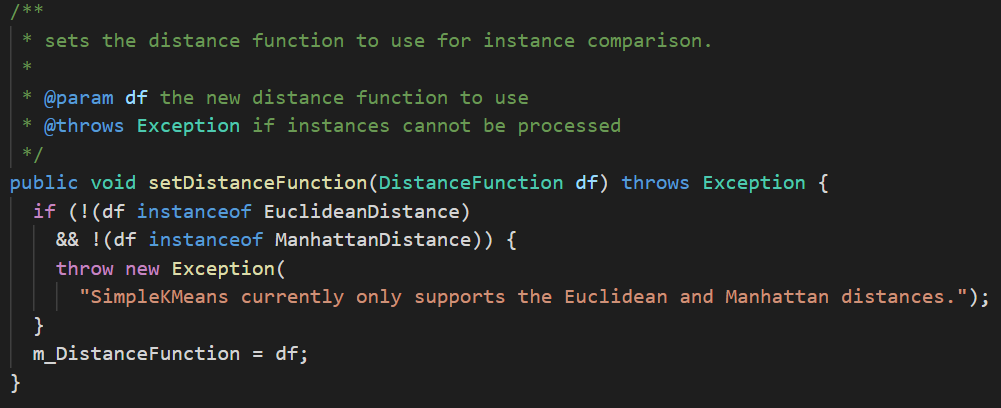 /**
 * sets the distance function to use for instance comparison.
 *
 * @param df the new distance function to use
 * @throws Exception if instances cannot be processed
 */
public void setDistanceFunction(DistanceFunction df) throws Exception {
  if (!(df instanceof EuclideanDistance)
    && !(df instanceof ManhattanDistance)) {
    throw new Exception(
      "SimpleKMeans currently only supports the Euclidean and Manhattan distances.");
  }
  m_DistanceFunction = df;
}